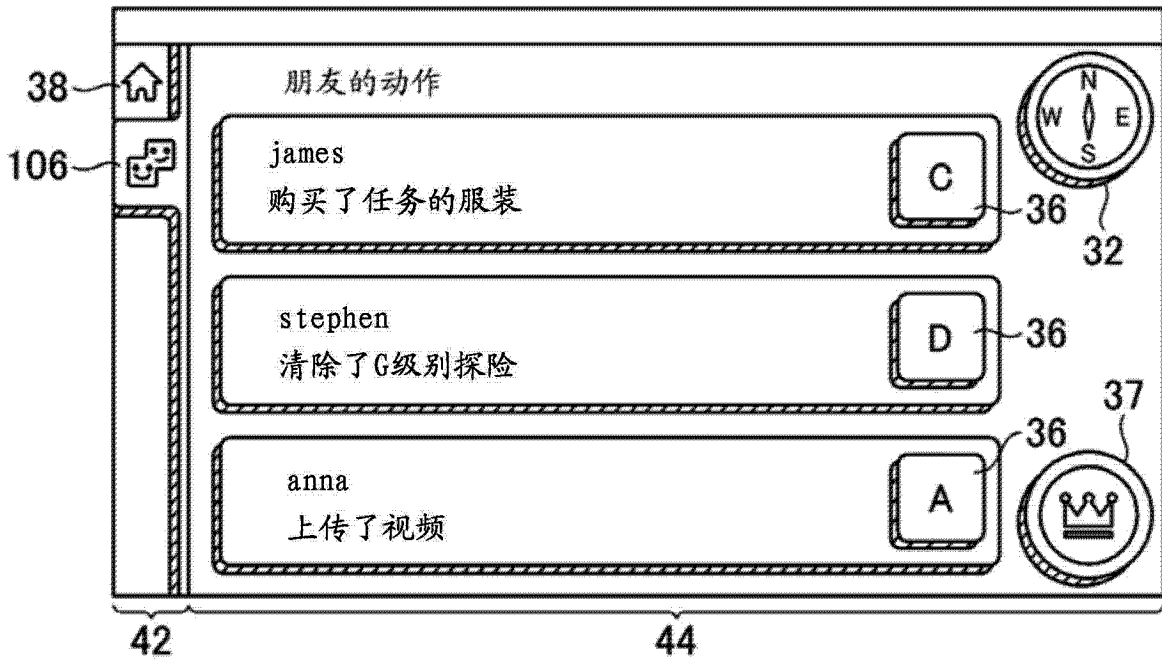 朋友的动作
38
106
james
购买了任务的服装
C
36
N
W E
S
32
stephen
清除了G级别探险
D
36
anna
上传了视频
A
36
37
42
44